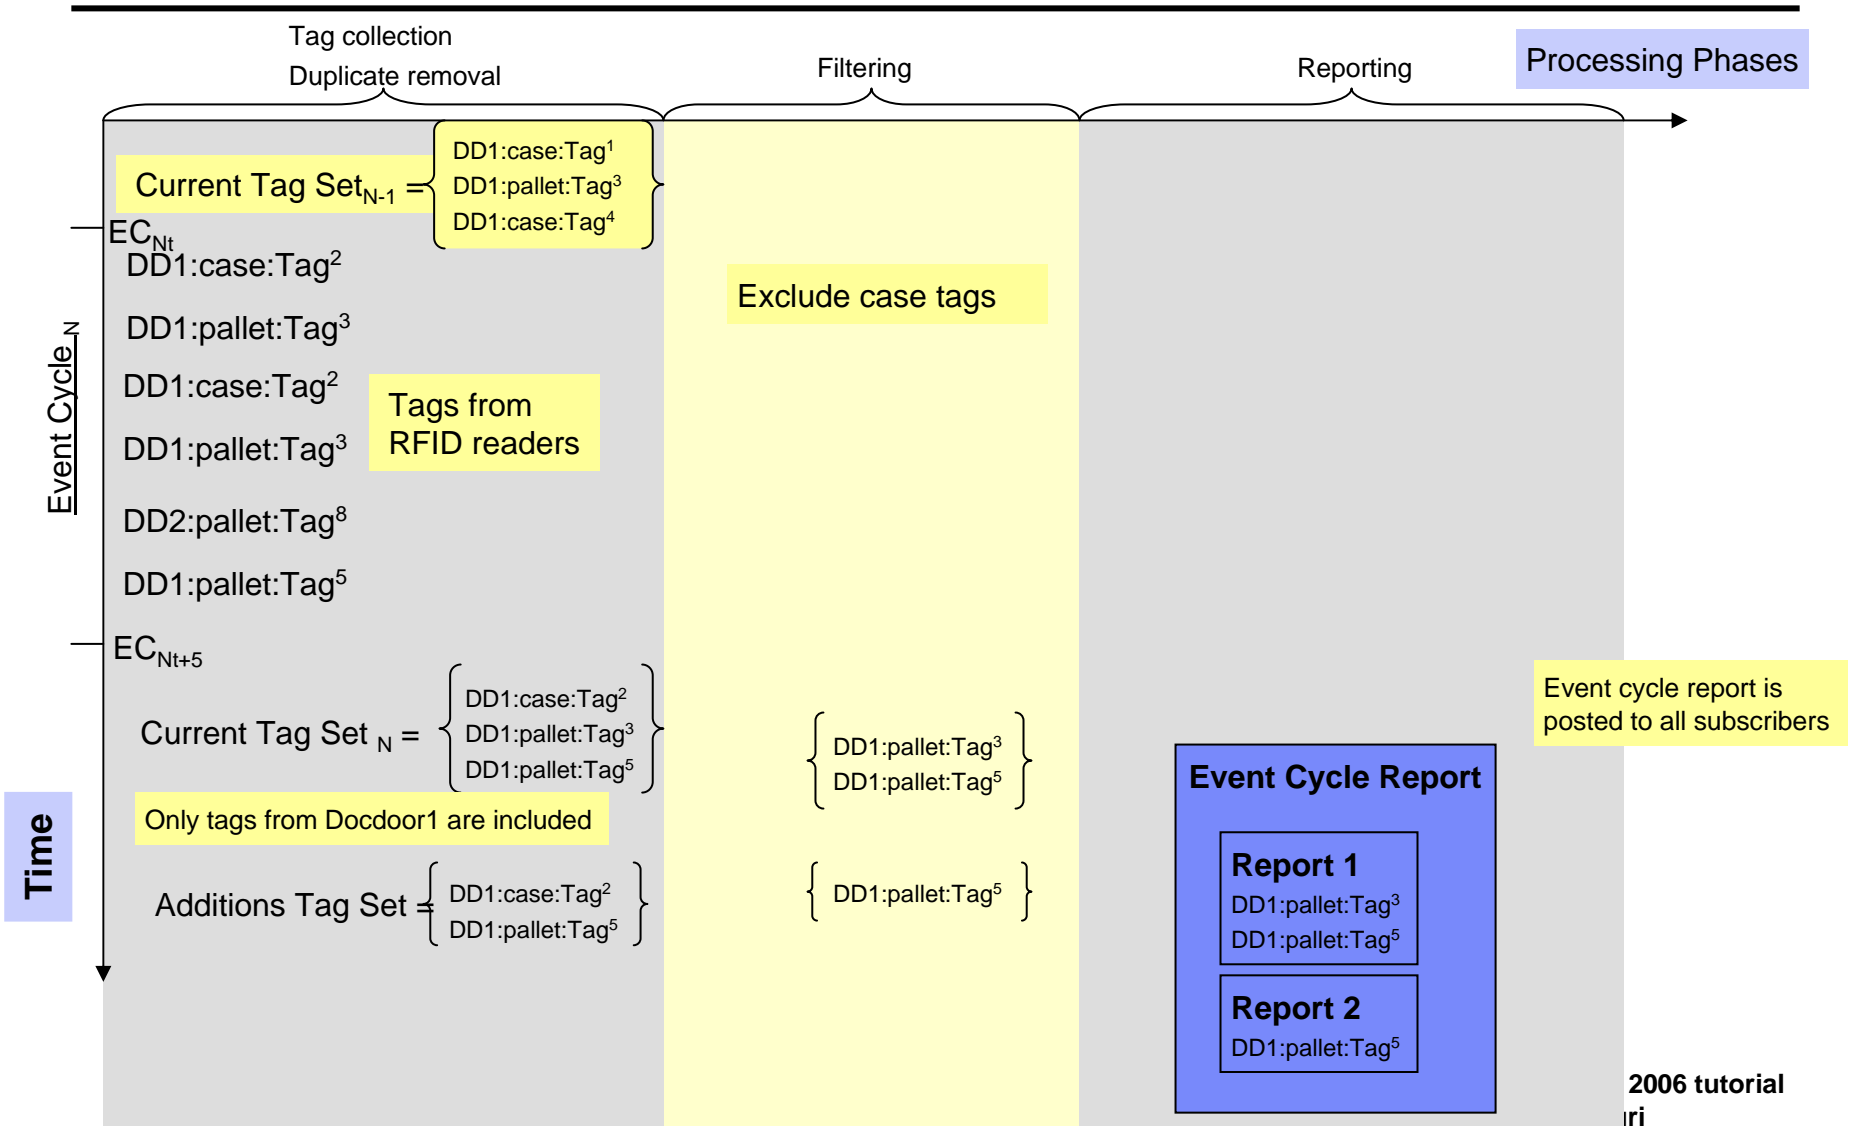 Tag collection
Duplicate removal
Filtering
Reporting
Processing Phases
Current Tag Set N-1 =
DD1:case:Tag1
DD1:pallet:Tag3
DD1:case:Tag4
EC Nt
DD1:case:Tag2
DD1:pallet:Tag3
DD1:case:Tag2
DD1:pallet:Tag3
DD2:pallet:Tag8
DD1:pallet:Tag5
Event Cycle N
Tags from
RFID readers
Exclude case tags
EC Nt+5
Current Tag Set N =
DD1:case:Tag2
DD1:pallet:Tag3
DD1:pallet:Tag5
DD1:pallet:Tag3
DD1:pallet:Tag5
Event cycle report is
posted to all subscribers
Only tags from Docdoor1 are included
Time
Additions Tag Set =
DD1:case:Tag2
DD1:pallet:Tag5
DD1:pallet:Tag5
Event Cycle Report
Report 1
DD1:pallet:Tag3
DD1:pallet:Tag5
Report 2
DD1:pallet:Tag5
2006 tutorial